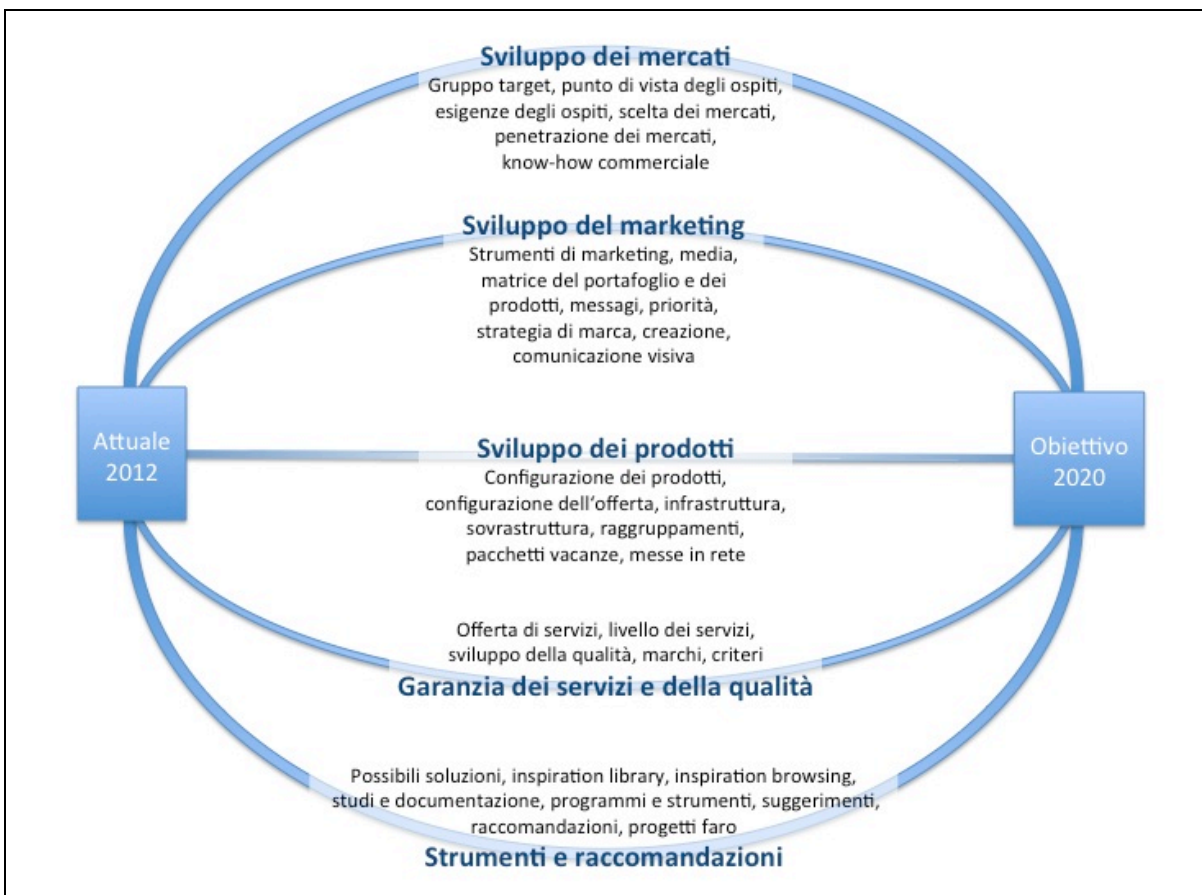 Sviluppo dei mercati
Gruppo target, punto di vista degli ospiti,
esigenze degli ospiti, scelta dei mercati,
penetrazione dei mercati,
know-how commerciale
Sviluppo del marketing
Strumenti di marketing, media,
matrice del portafoglio e dei
prodotti, messagi, priorità,
strategia di marca, creazione,
comunicazione visiva
Attuale
2012
Sviluppo dei prodotti
Configurazione dei prodotti,
configurazione dell‘offerta, infrastruttura,
sovrastruttura, raggruppamenti,
pacchetti vacanze, messe in rete
Obiettivo
2020
Offerta di servizi, livello dei servizi,
sviluppo della qualità, marchi, criteri
Garanzia dei servizi e della qualità
Possibili soluzioni, inspiration library, inspiration browsing,
studi e documentazione, programmi e strumenti, suggerimenti,
raccomandazioni, progetti faro
Strumenti e raccomandazioni